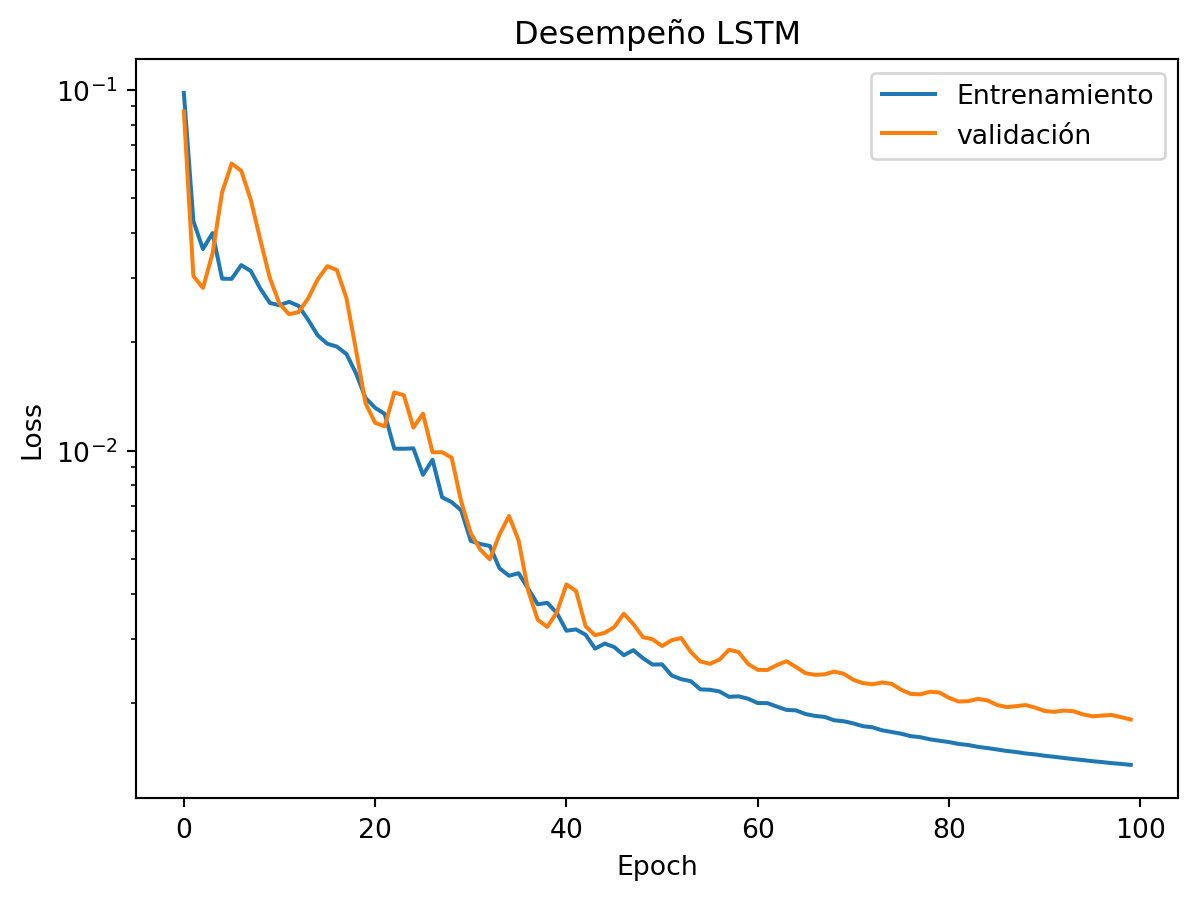 Desempeño LSTM
10⁻¹
Entrenamiento
validación
Loss
10⁻²
0 20 40 60 80 100
Epoch